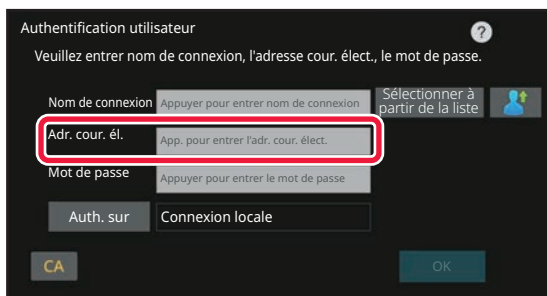 Authentification utilisateur
?
Veuillez entrer nom de connexion, l'adresse cour. élect., le mot de passe.
Nom de connexion Appuyer pour entrer nom de connexion Sélectionner à
partir de la liste
Adr. cour. él. App. pour entrer l'adr. cour. élect.
Mot de passe Appuyer pour entrer le mot de passe
Auth. sur Connexion locale
CA OK